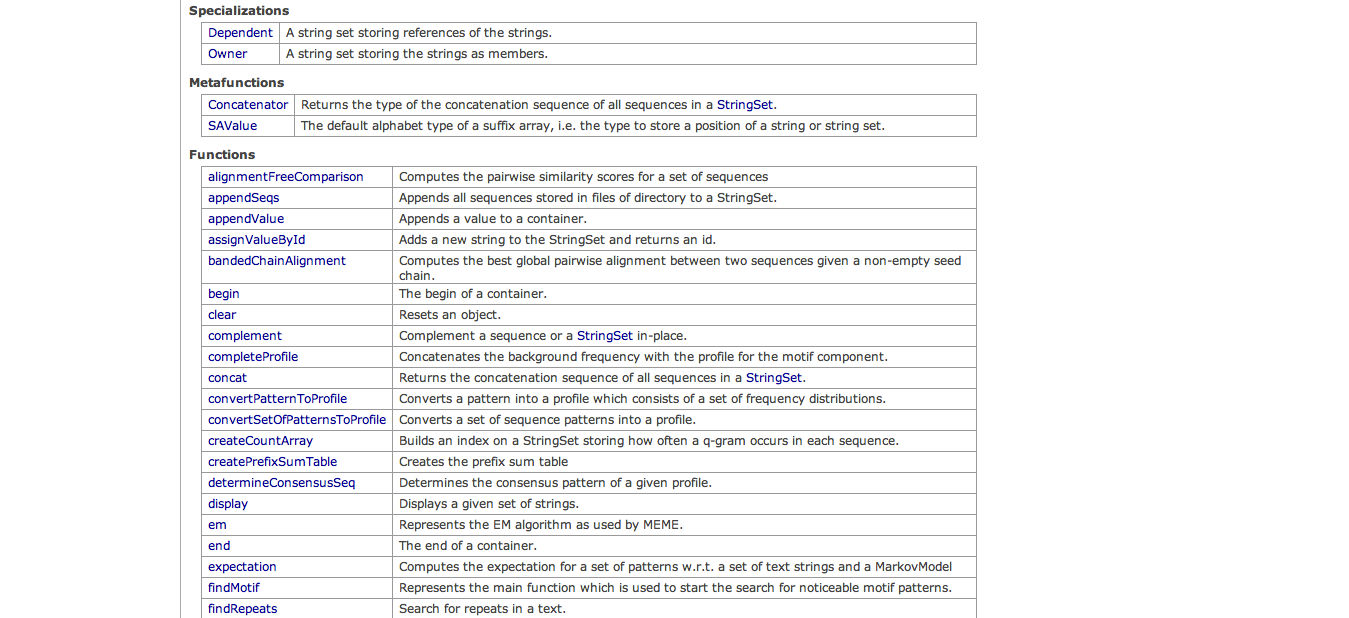 Specializations
Dependent A string set storing references of the strings.
Owner A string set storing the strings as members.
Metafunctions
Concatenator Returns the type of the concatenation sequence of all sequences in a StringSet.
SAValue The default alphabet type of a suffix array, i.e. the type to store a position of a string or string set.
Functions
alignmentFreeComparison Computes the pairwise similarity scores for a set of sequences
appendSeqs Appends all sequences stored in files of directory to a StringSet.
appendValue Appends a value to a container.
assignValueById Adds a new string to the StringSet and returns an id.
bandedChainAlignment Computes the best global pairwise alignment between two sequences given a non-empty seed
chain.
begin The begin of a container.
clear Resets an object.
complement Complement a sequence or a StringSet in-place.
completeProfile Concatenates the background frequency with the profile for the motif component.
concat Returns the concatenation sequence of all sequences in a StringSet.
convertPatternToProfile Converts a pattern into a profile which consists of a set of frequency distributions.
convertSetOfPatternsToProfile Converts a set of sequence patterns into a profile.
createCountArray Builds an index on a StringSet storing how often a q-gram occurs in each sequence.
createPrefixSumTable Creates the prefix sum table
determineConsensusSeq Determines the consensus pattern of a given profile.
display Displays a given set of strings.
em Represents the EM algorithm as used by MEME.
end The end of a container.
expectation Computes the expectation for a set of patterns w.r.t. a set of text strings and a MarkovModel
findMotif Represents the main function which is used to start the search for noticeable motif patterns.
findRepeats Search for repeats in a text.